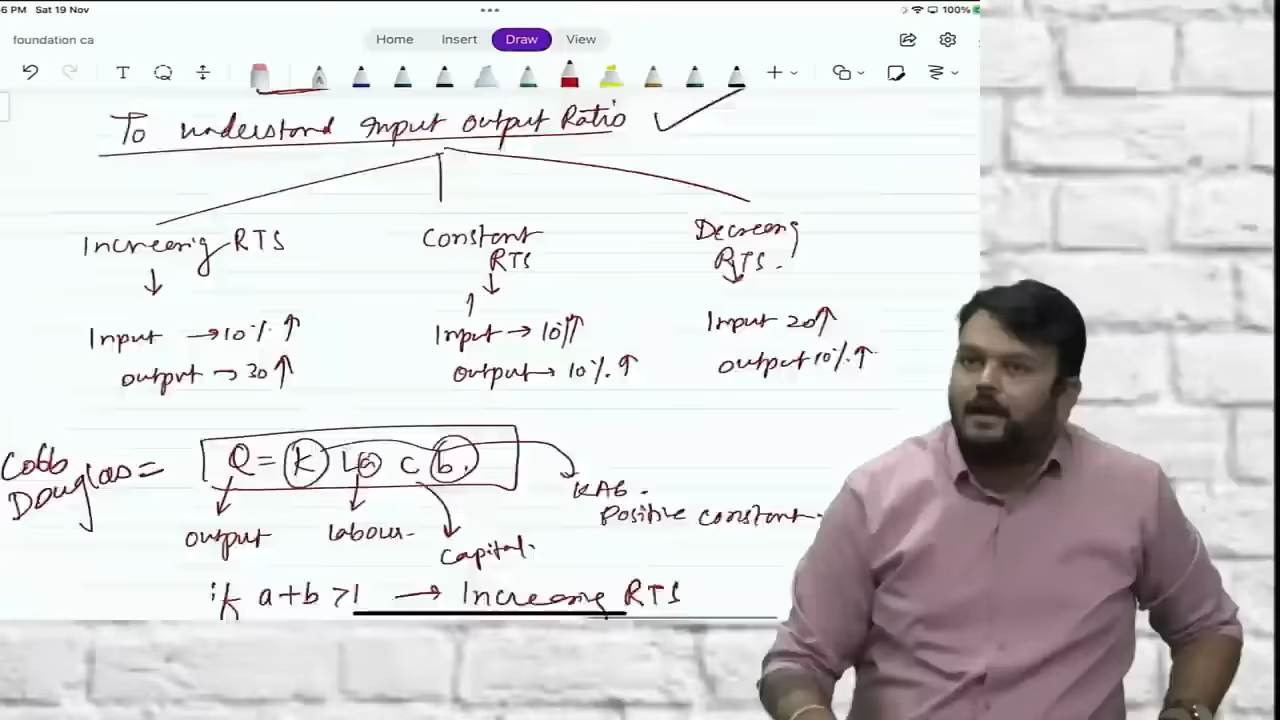 6 PM Sat 19 Nov
100%
foundation ca
Home Insert Draw View
To understand Input output Ratio
Increasing RTS
Constant RTS
Decreasing RTS.
Input → 10% ↑
output → 30 ↑
Input → 10% ↑
output → 10% ↑
Input 20 ↑
output 10% ↑
Cobb Douglas =
Q = K La C b.
output
labour
capital.
KAB.
Positive constant.
if a+b >1 → Increasing RTS